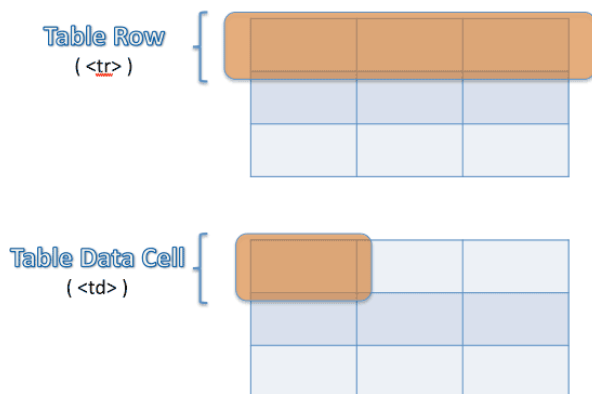 Table Row
( <tr> )
Table Data Cell
( <td> )